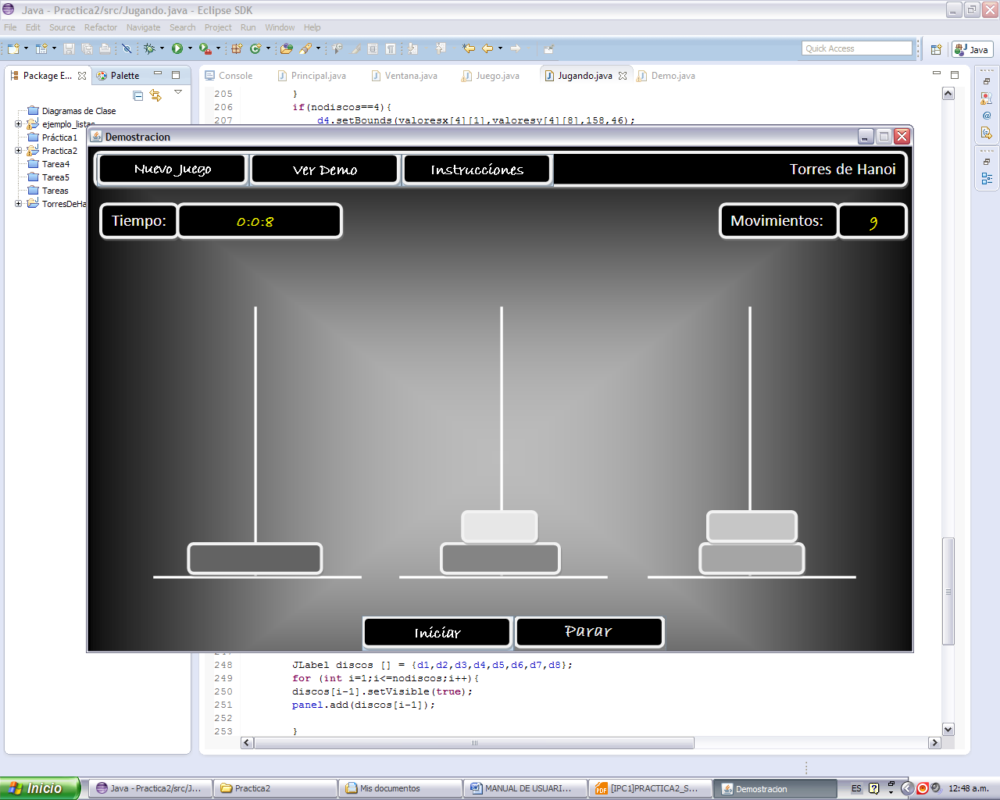 Java - Practica2/src/Jugando.java - Eclipse SDK
File Edit Source Refactor Navigate Search Project Run Window Help
Quick Access
Java
Package E... Palette
Console Principal.java Ventana.java Juego.java Jugando.java Demo.java
Diagramas de Clase
ejemplo_listas
Práctica1
Practica2
Tarea4
Tarea5
Tareas
TorresDeHa
205 }
206 if(nodiscos==4){
207 d4.setBounds(valoresx[4][1],valoresy[4][8],158,46);
Demostracion
Nuevo Juego Ver Demo Instrucciones Torres de Hanoi
Tiempo: 0:0:8 Movimientos: 9
Iniciar Parar
248 JLabel discos [] = {d1,d2,d3,d4,d5,d6,d7,d8};
249 for (int i=1;i<=nodiscos;i++){
250 discos[i-1].setVisible(true);
251 panel.add(discos[i-1]);
252
253 }
Inicio Java - Practica2/src/J... Practica2 Mis documentos MANUAL DE USUARI... [IPC1]PRACTICA2_S... Demostracion ES 12:48 a.m.